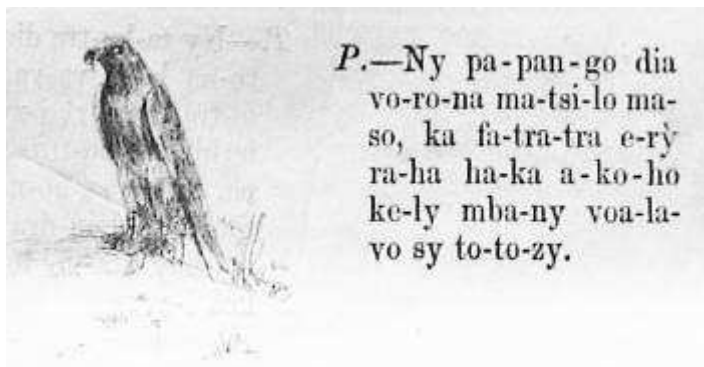 P.—Ny pa-pan-go dia
vo-ro-na ma-tsi-lo ma-
so, ka fa-tra-tra e-rỳ
ra-ha ha-ka a-ko-ho
ke-ly mba-ny voa-la-
vo sy to-to-zy.